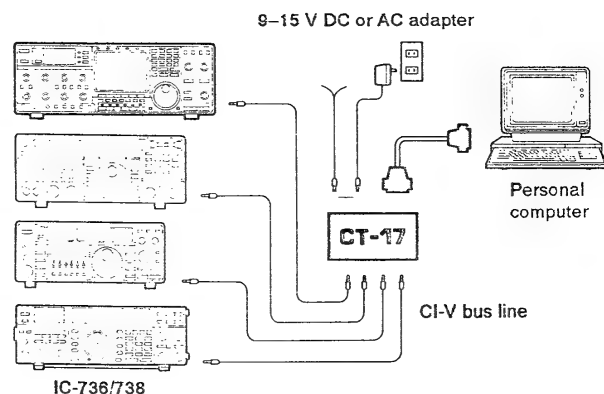 9–15 V DC or AC adapter
Personal
computer
CT-17
CI-V bus line
IC-736/738